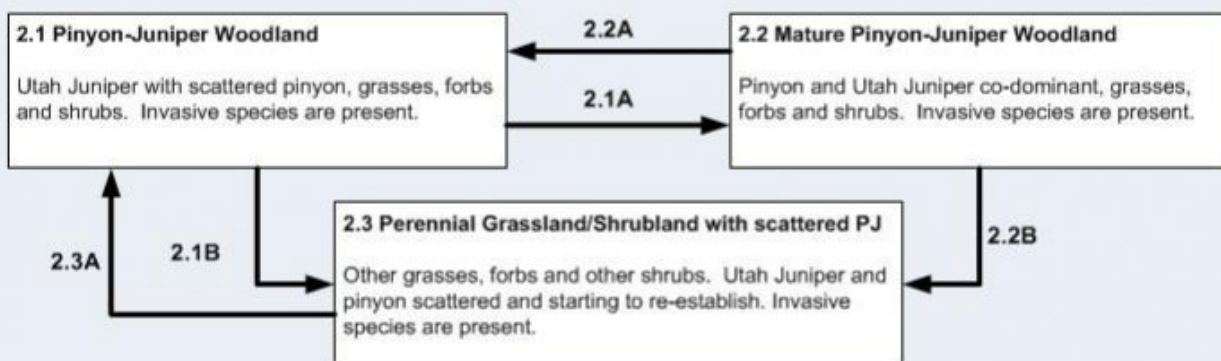 2.1 Pinyon-Juniper Woodland
Utah Juniper with scattered pinyon, grasses, forbs
and shrubs. Invasive species are present.
2.2A
2.1A
2.2 Mature Pinyon-Juniper Woodland
Pinyon and Utah Juniper co-dominant, grasses,
forbs and shrubs. Invasive species are present.
2.3A
2.1B
2.3 Perennial Grassland/Shrubland with scattered PJ
Other grasses, forbs and other shrubs. Utah Juniper and
pinyon scattered and starting to re-establish. Invasive
species are present.
2.2B